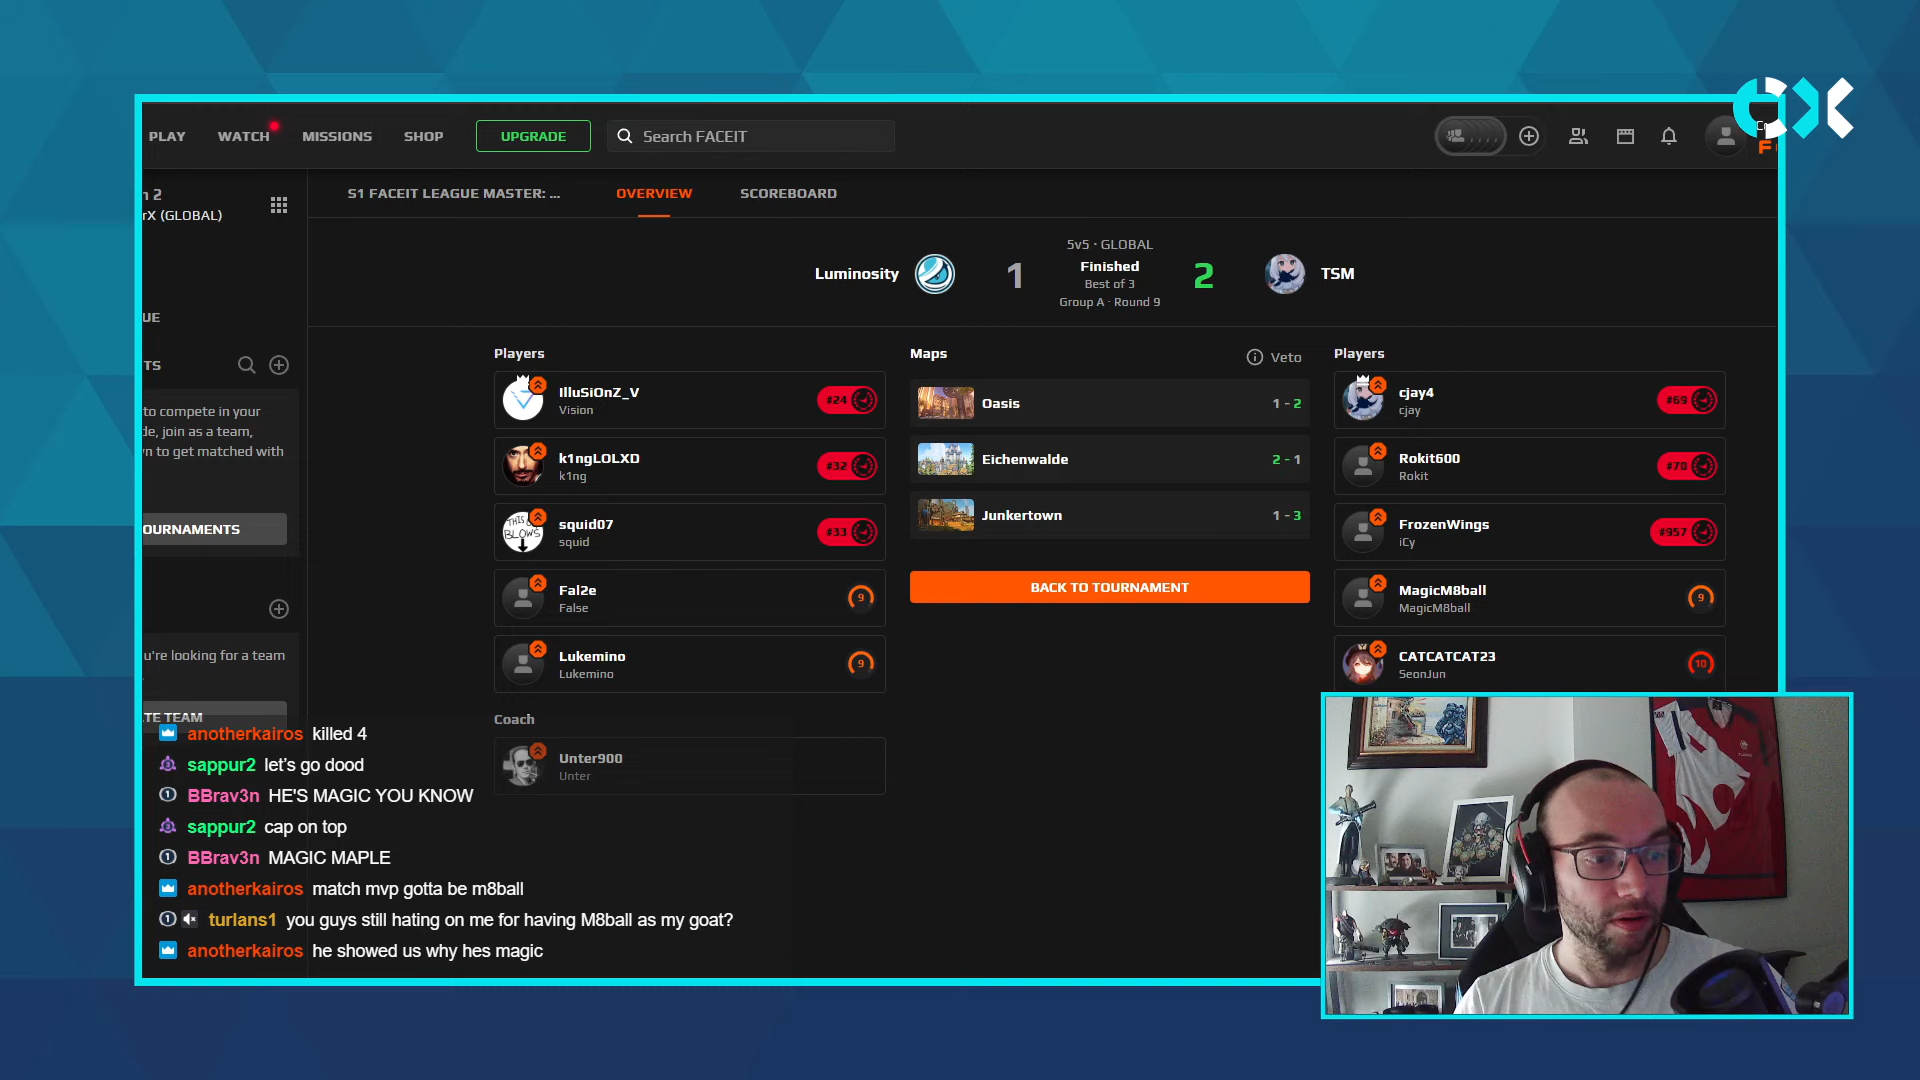 PLAY
WATCH
MISSIONS
SHOP
UPGRADE
Search FACEIT
n 2
rX (GLOBAL)
S1 FACEIT LEAGUE MASTER: ...
OVERVIEW
SCOREBOARD
Luminosity
1
5v5 · GLOBAL
Finished
Best of 3
Group A · Round 9
2
TSM
UE
TS
to compete in your
de, join as a team,
n to get matched with
OURNAMENTS
u're looking for a team
TE TEAM
Players
IlluSiOnZ_V
Vision
#24
k1ngLOLXD
k1ng
#32
THIS
BLOWS
squid07
squid
#33
Fal2e
False
9
Lukemino
Lukemino
9
Coach
Unter900
Unter
Maps
Veto
Oasis
1 - 2
Eichenwalde
2 - 1
Junkertown
1 - 3
BACK TO TOURNAMENT
Players
cjay4
cjay
#69
Rokit600
Rokit
#70
FrozenWings
iCy
#957
MagicM8ball
MagicM8ball
9
CATCATCAT23
SeonJun
10
anotherkairos killed 4
sappur2 let's go dood
BBrav3n HE'S MAGIC YOU KNOW
sappur2 cap on top
BBrav3n MAGIC MAPLE
anotherkairos match mvp gotta be m8ball
turlans1 you guys still hating on me for having M8ball as my goat?
anotherkairos he showed us why hes magic